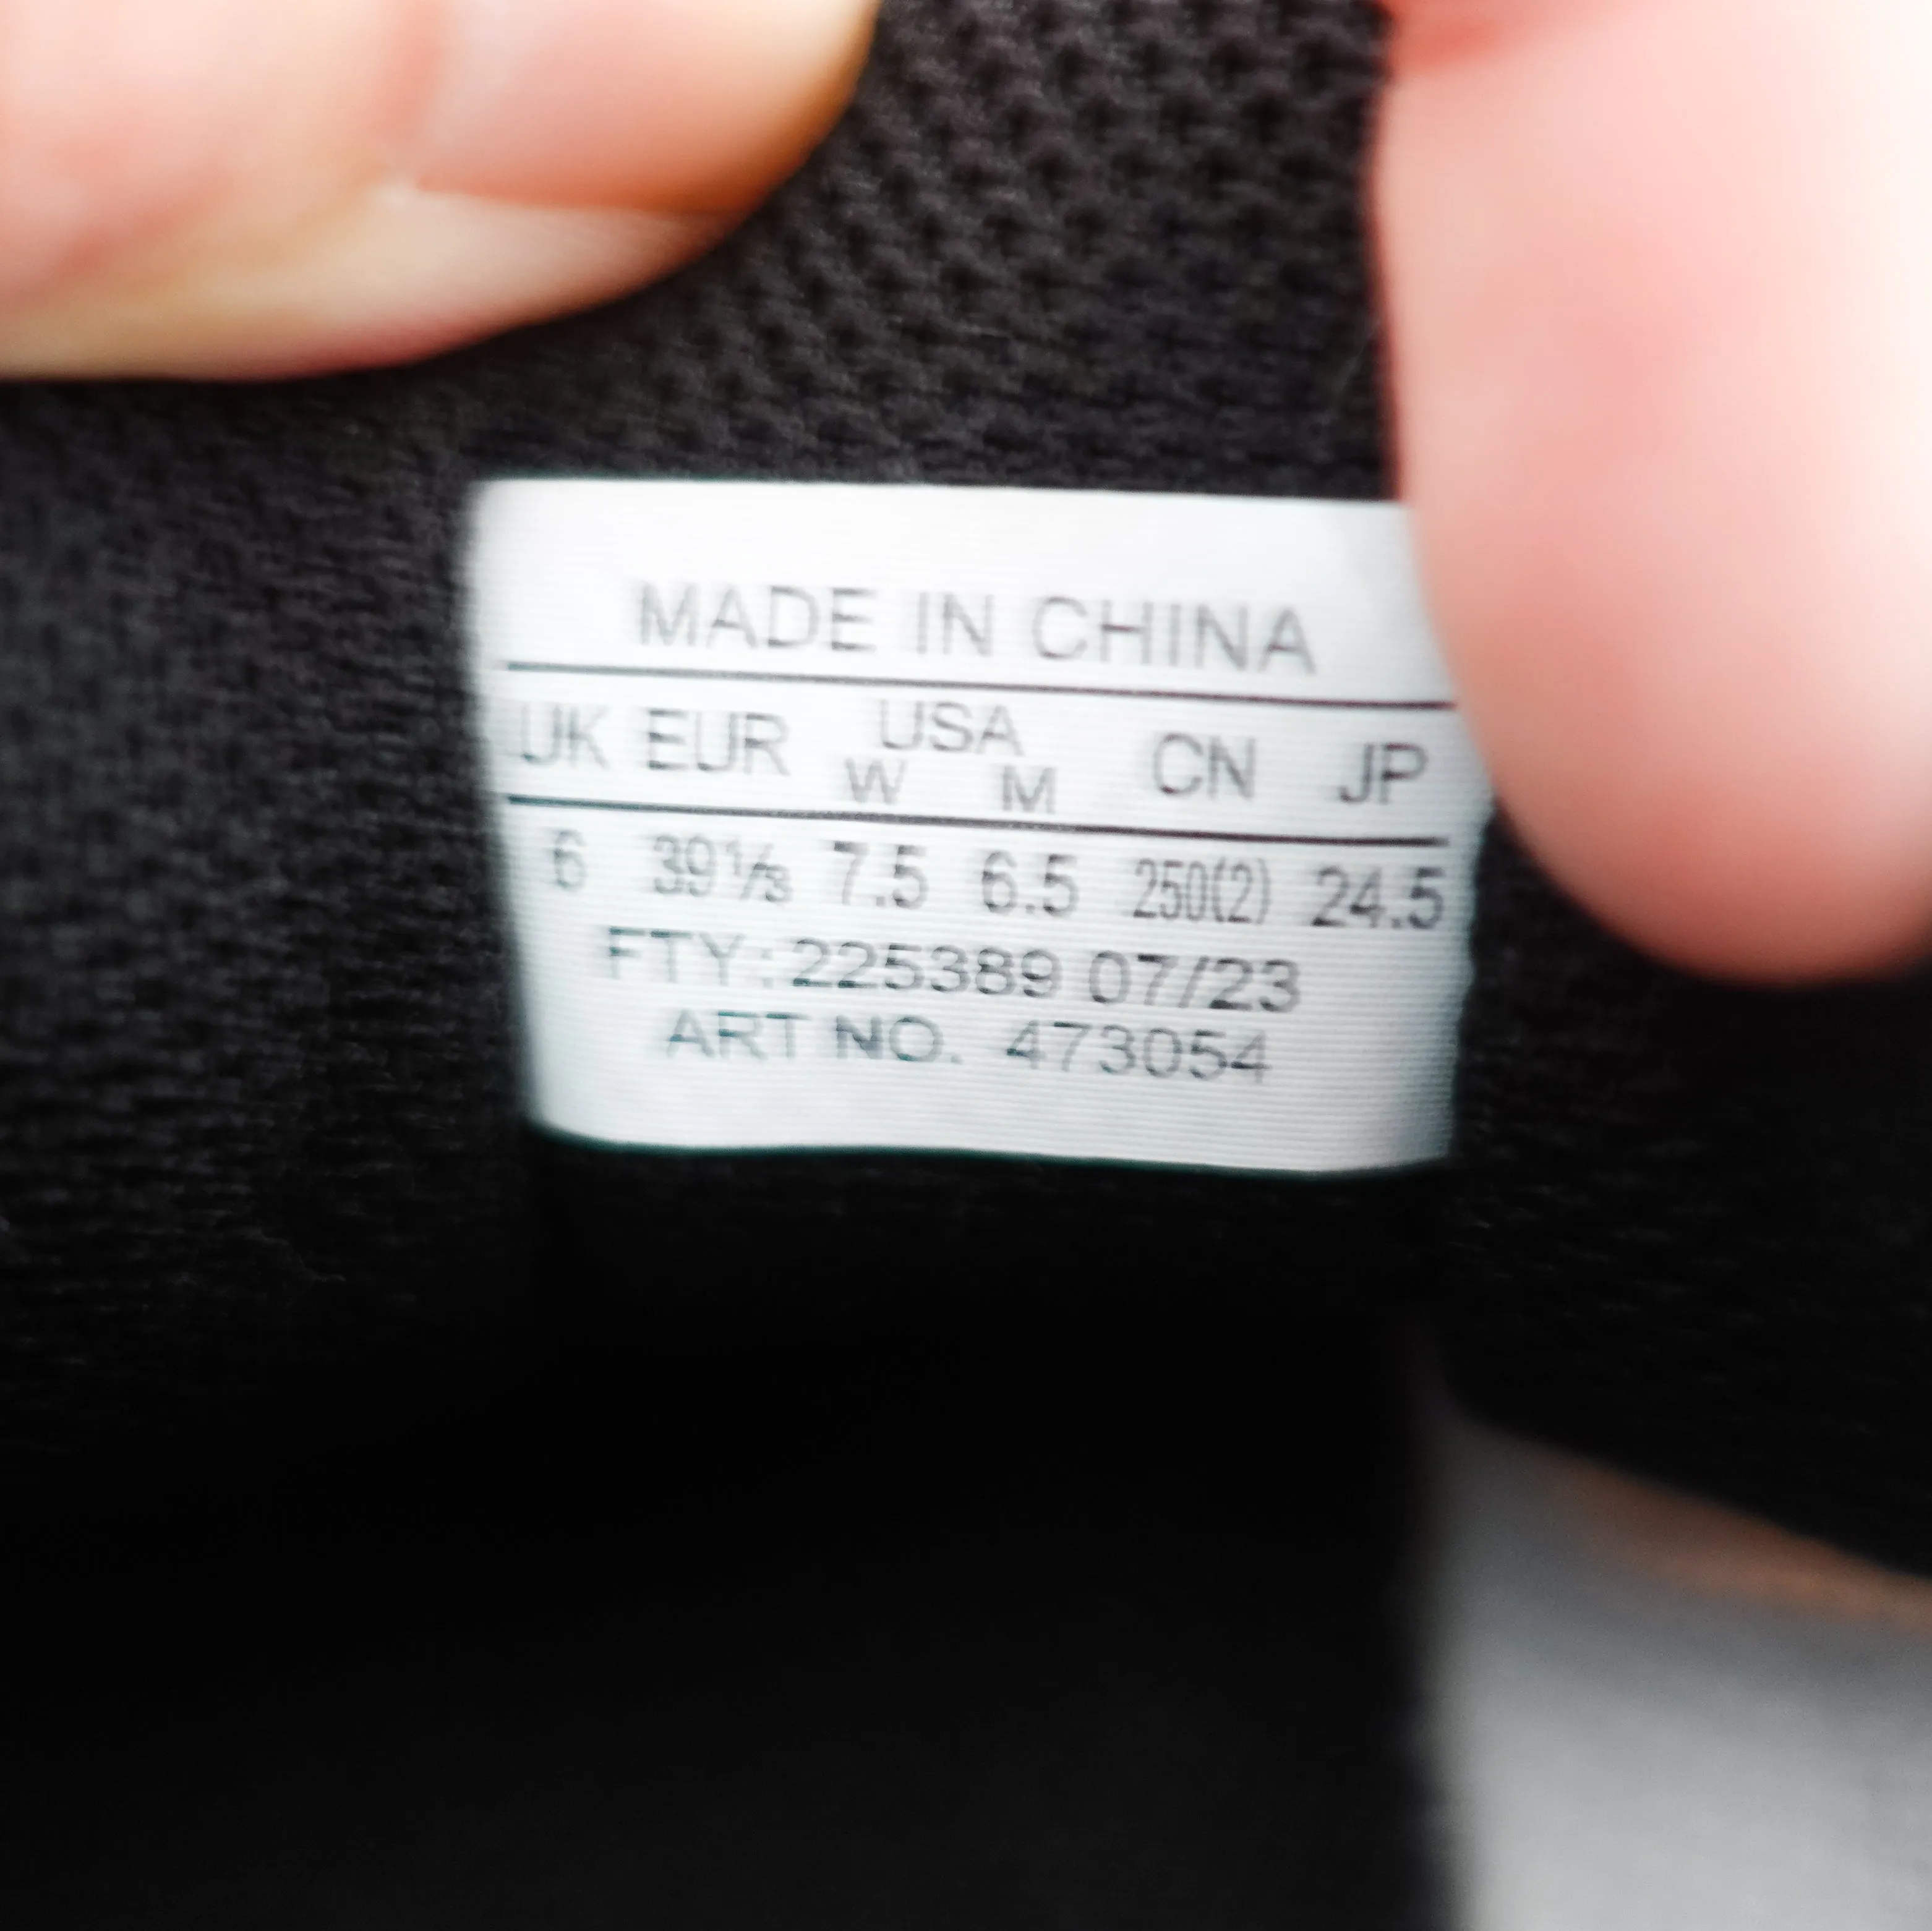 MADE IN CHINA
UK EUR USA CN JP
W M
6 39⅓ 7.5 6.5 250(2) 24.5
FTY: 225389 07/23
ART NO. 473054